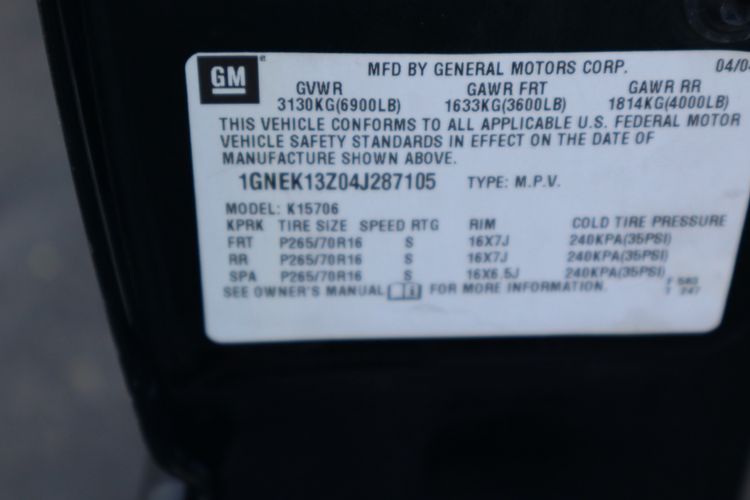 GM
MFD BY GENERAL MOTORS CORP. 04/0
GVWR GAWR FRT GAWR RR
3130KG(6900LB) 1633KG(3600LB) 1814KG(4000LB)
THIS VEHICLE CONFORMS TO ALL APPLICABLE U.S. FEDERAL MOTOR
VEHICLE SAFETY STANDARDS IN EFFECT ON THE DATE OF
MANUFACTURE SHOWN ABOVE.
1GNEK13Z04J287105 TYPE: M.P.V.
MODEL: K15706
KPRK TIRE SIZE SPEED RTG RIM COLD TIRE PRESSURE
FRT P265/70R16 S 16X7J 240KPA(35PSI)
RR P265/70R16 S 16X7J 240KPA(35PSI)
SPA P265/70R16 S 16X6.5J 240KPA(35PSI)
SEE OWNER'S MANUAL FOR MORE INFORMATION.